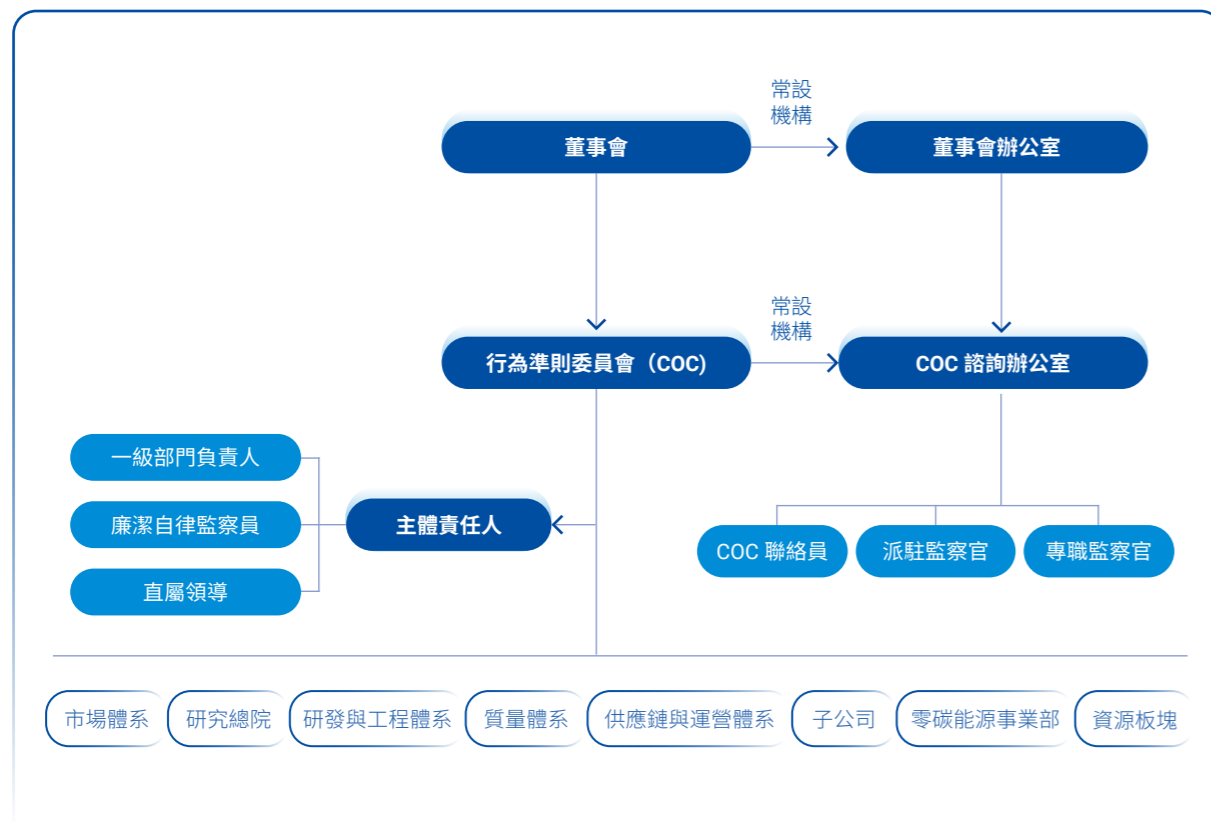 常設
機構
董事會
董事會辦公室
常設
機構
行為準則委員會（COC)
COC 諮詢辦公室
一級部門負責人
廉潔自律監察員
直屬領導
主體責任人
COC 聯絡員
派駐監察官
專職監察官
市場體系
研究總院
研發與工程體系
質量體系
供應鏈與運營體系
子公司
零碳能源事業部
資源板塊